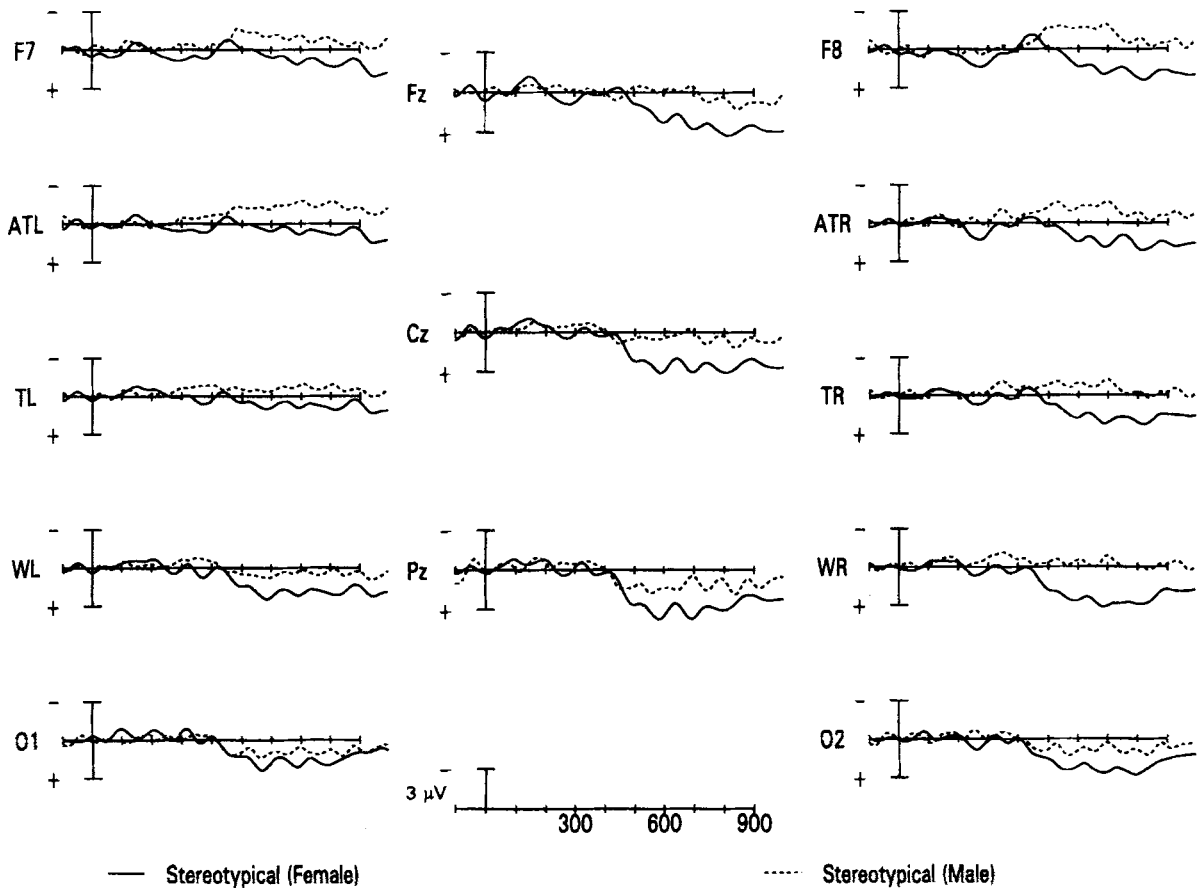 −
F7
+
−
Fz
+
−
F8
+
−
ATL
+
−
ATR
+
−
Cz
+
−
TL
+
−
TR
+
−
WL
+
−
Pz
+
−
WR
+
−
O1
+
−
O2
+
−
3 μV
300 600 900
Stereotypical (Female)
Stereotypical (Male)